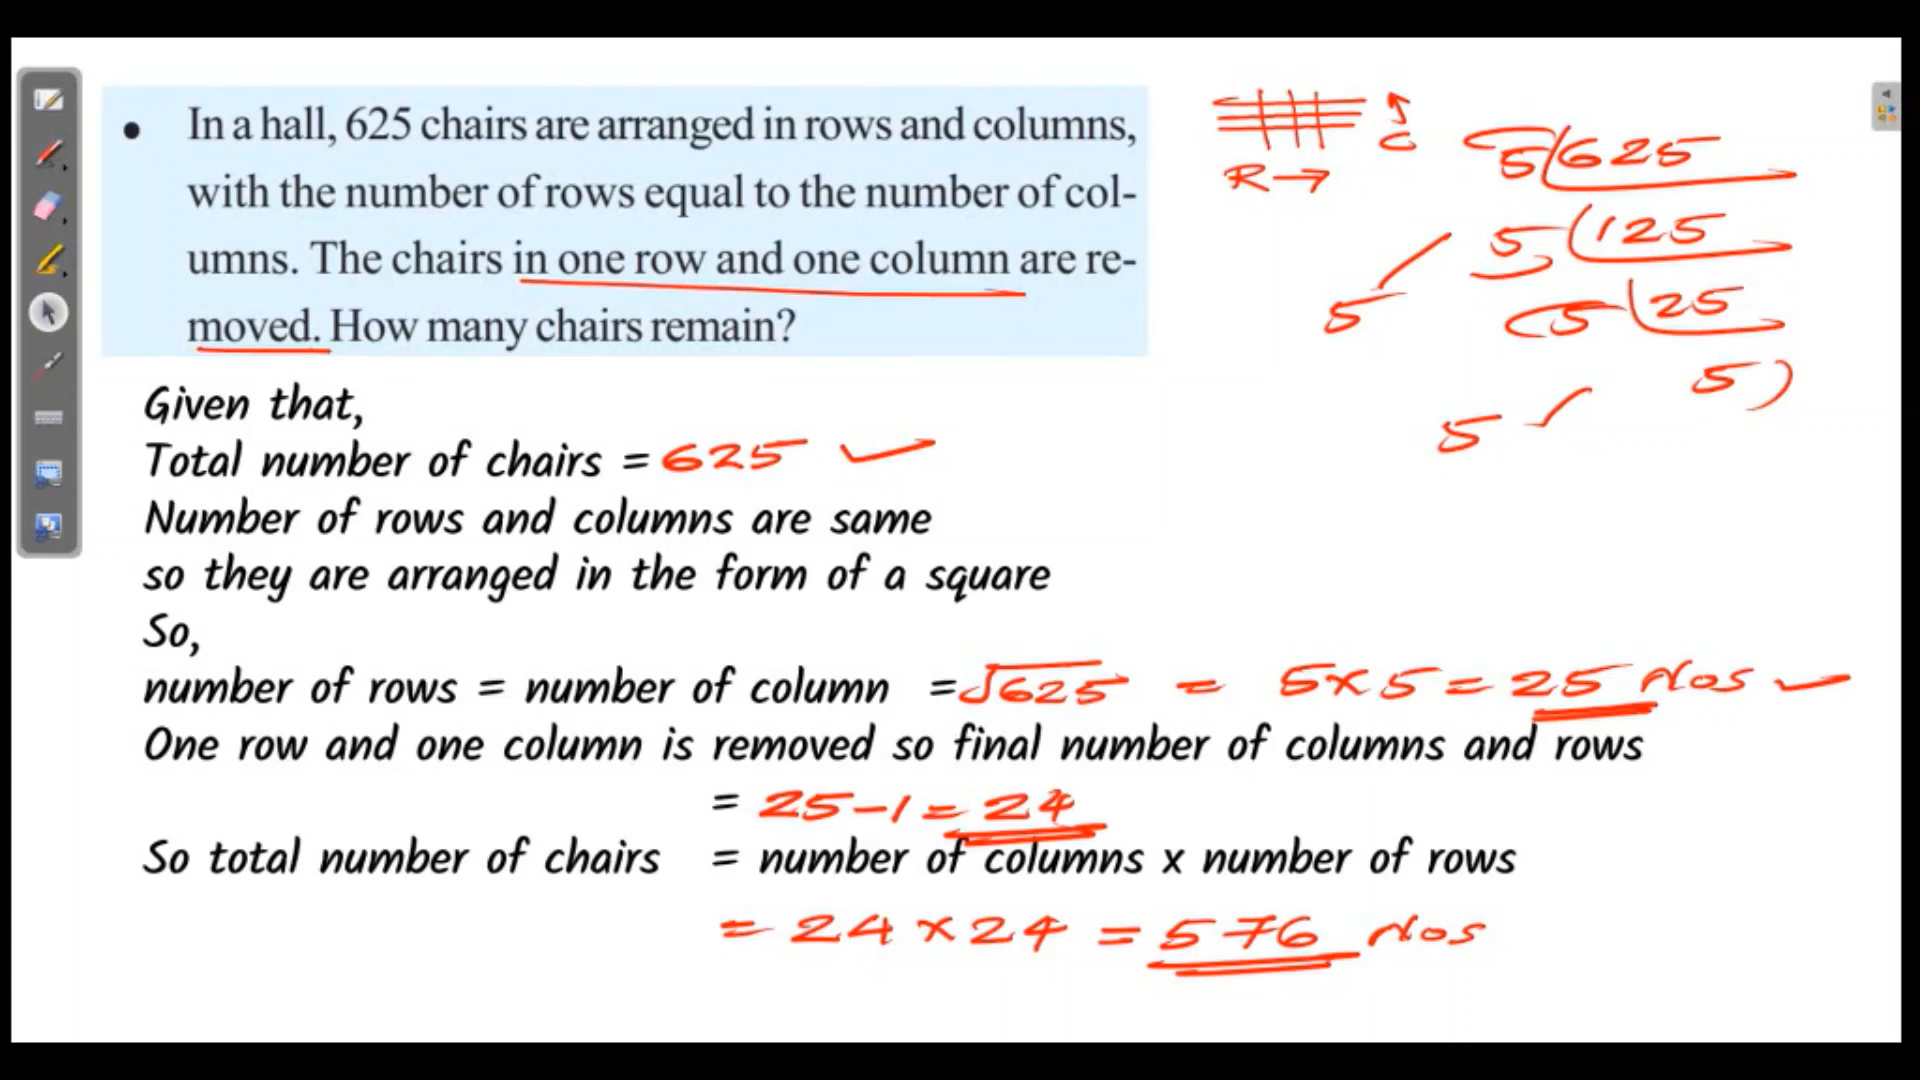 • In a hall, 625 chairs are arranged in rows and columns,
with the number of rows equal to the number of col-
umns. The chairs in one row and one column are re-
moved. How many chairs remain?
C
R→
5 625
5 125
5 25
5
5
5
Given that,
Total number of chairs = 625 ✓
Number of rows and columns are same
so they are arranged in the form of a square
So,
number of rows = number of column = √625 = 5×5 = 25 Nos ✓
One row and one column is removed so final number of columns and rows
= 25-1 = 24
So total number of chairs = number of columns x number of rows
= 24×24 = 576 Nos